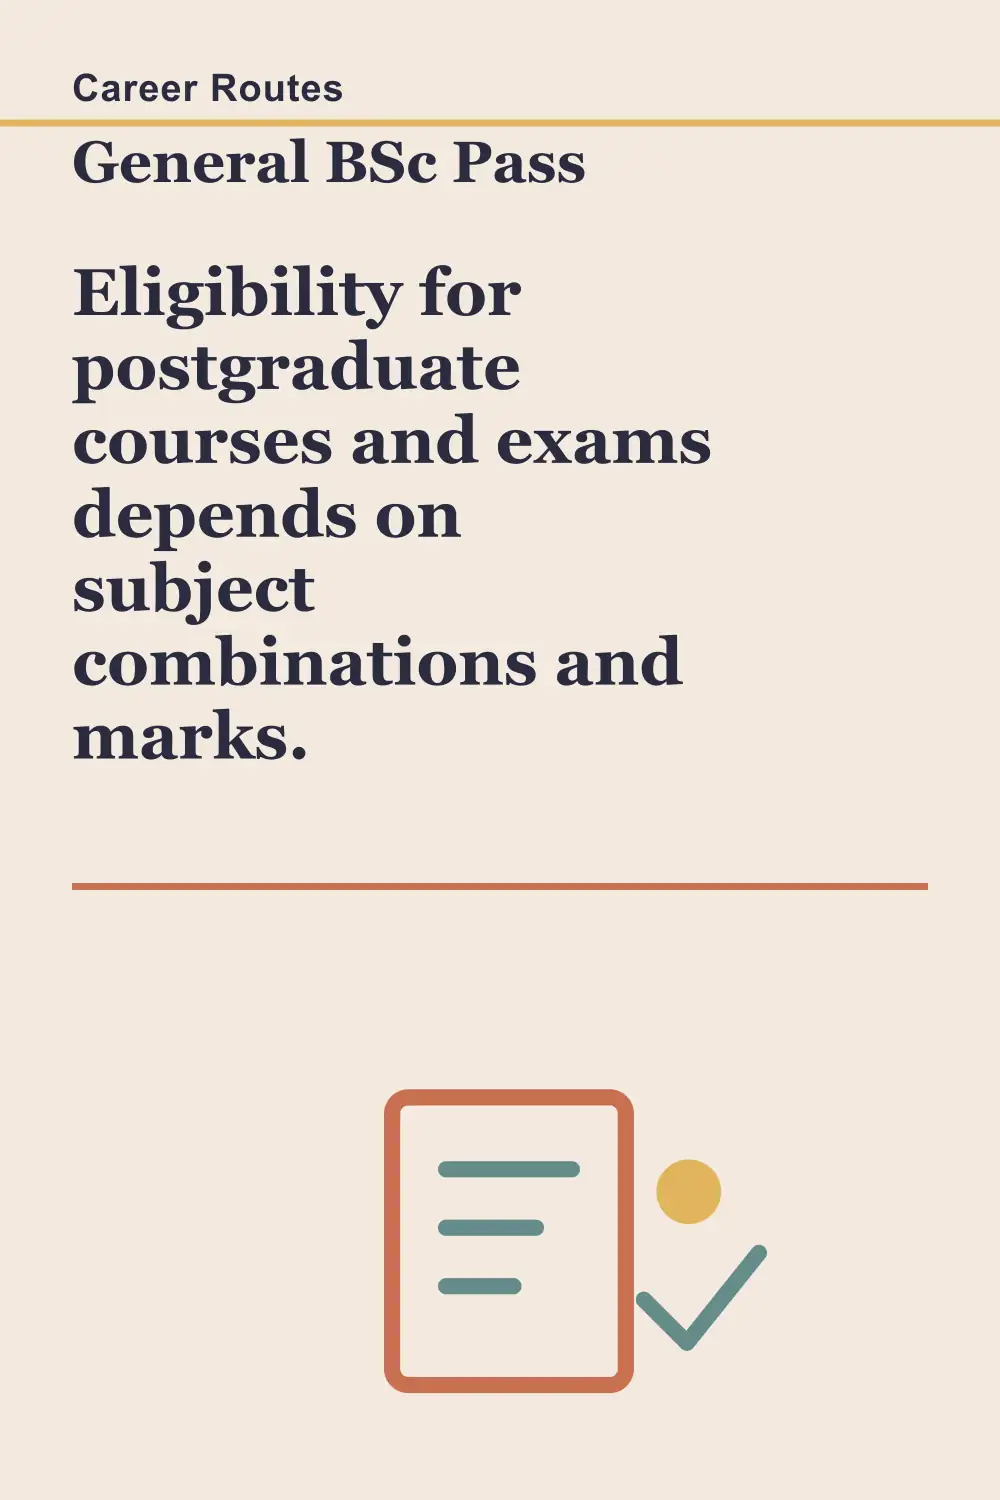 Career Routes
General BSc Pass
Eligibility for
postgraduate
courses and exams
depends on
subject
combinations and
marks.